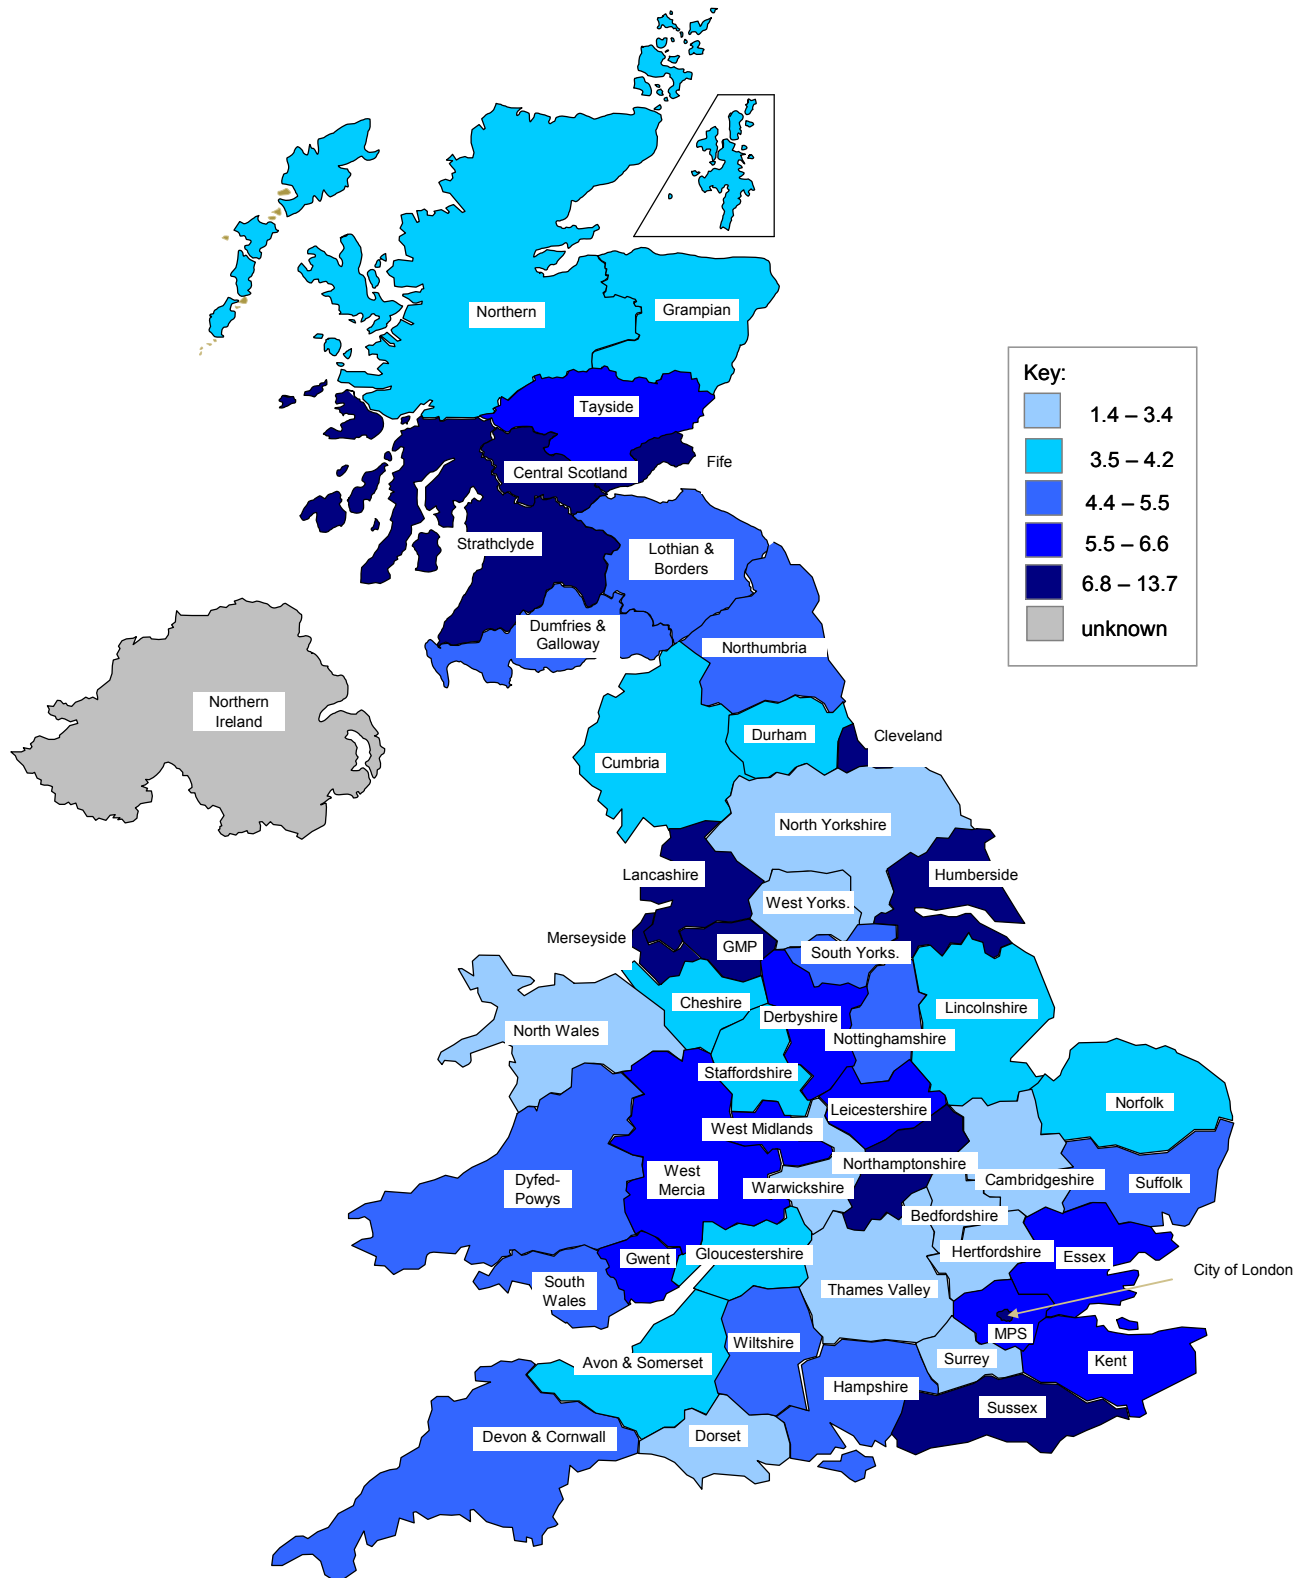 Northern
Grampian
Key:
1.4 – 3.4
3.5 – 4.2
4.4 – 5.5
5.5 – 6.6
6.8 – 13.7
unknown
Tayside
Fife
Central Scotland
Strathclyde
Lothian &
Borders
Dumfries &
Galloway
Northumbria
Northern
Ireland
Durham
Cleveland
Cumbria
North Yorkshire
Lancashire
Humberside
West Yorks.
Merseyside
GMP
South Yorks.
Cheshire
Lincolnshire
Derbyshire
North Wales
Nottinghamshire
Staffordshire
Norfolk
Leicestershire
West Midlands
Northamptonshire
West
Mercia
Dyfed-
Powys
Warwickshire
Cambridgeshire
Suffolk
Bedfordshire
Gloucestershire
Hertfordshire
Essex
Gwent
City of London
South
Wales
Thames Valley
MPS
Wiltshire
Surrey
Kent
Avon & Somerset
Hampshire
Sussex
Devon & Cornwall
Dorset